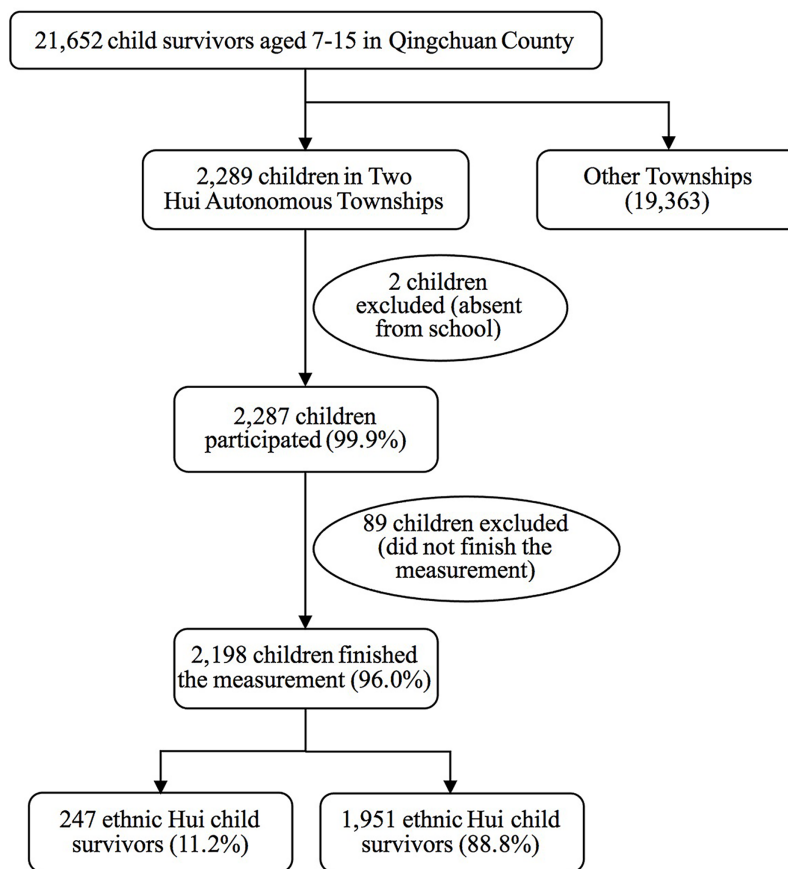 21,652 child survivors aged 7-15 in Qingchuan County
2,289 children in Two
Hui Autonomous Townships
Other Townships
(19,363)
2 children
excluded (absent
from school)
2,287 children
participated (99.9%)
89 children excluded
(did not finish the
measurement)
2,198 children finished
the measurement (96.0%)
247 ethnic Hui child
survivors (11.2%)
1,951 ethnic Hui child
survivors (88.8%)